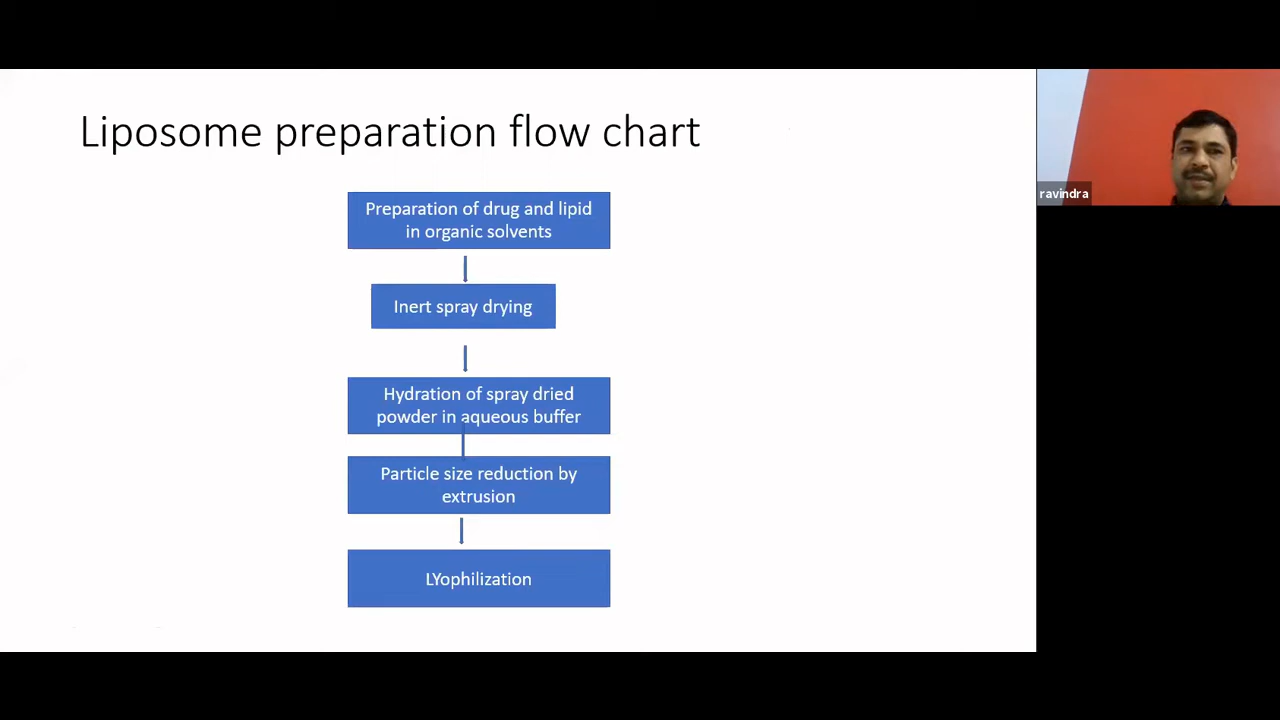 Liposome preparation flow chart
Preparation of drug and lipid
in organic solvents
Inert spray drying
Hydration of spray dried
powder in aqueous buffer
Particle size reduction by
extrusion
LYophilization
ravindra